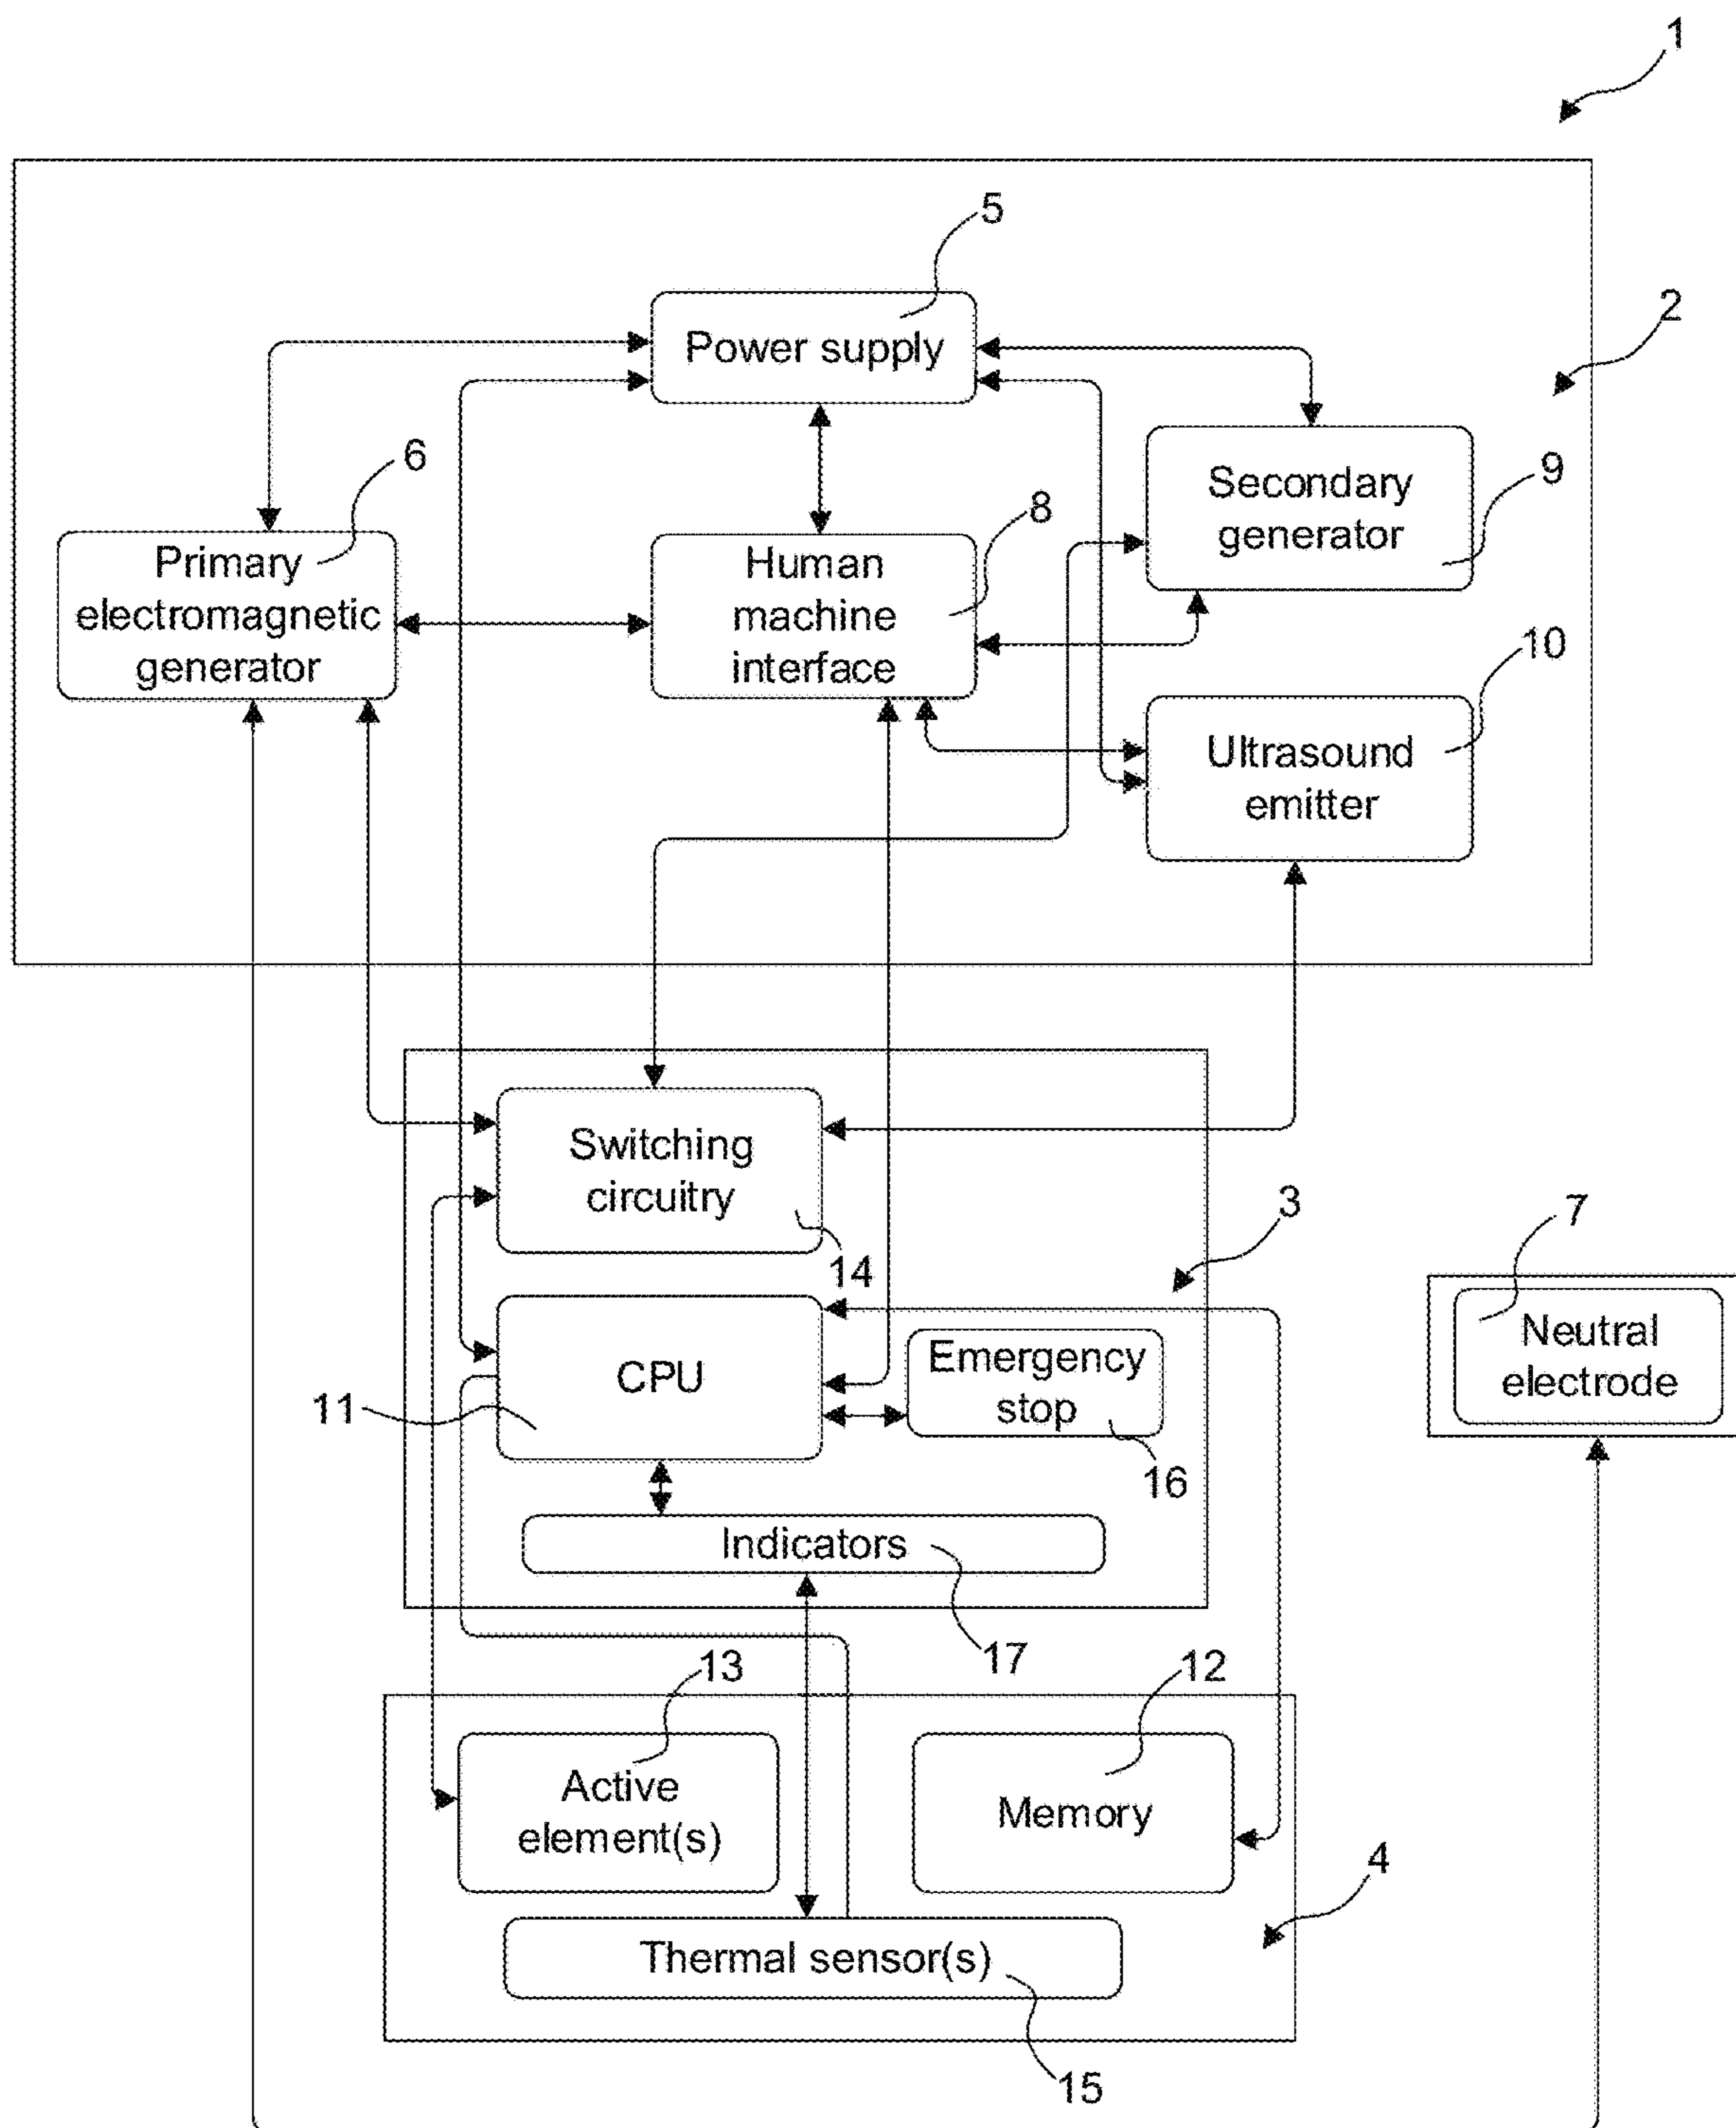 1
5
Power supply
2
6
Secondary
generator
9
8
Primary
electromagnetic
generator
Human
machine
interface
10
Ultrasound
emitter
Switching
circuitry
14
3
7
Neutral
electrode
CPU
11
Emergency
stop
16
Indicators
17
13
12
Active
element(s)
Memory
4
Thermal sensor(s)
15